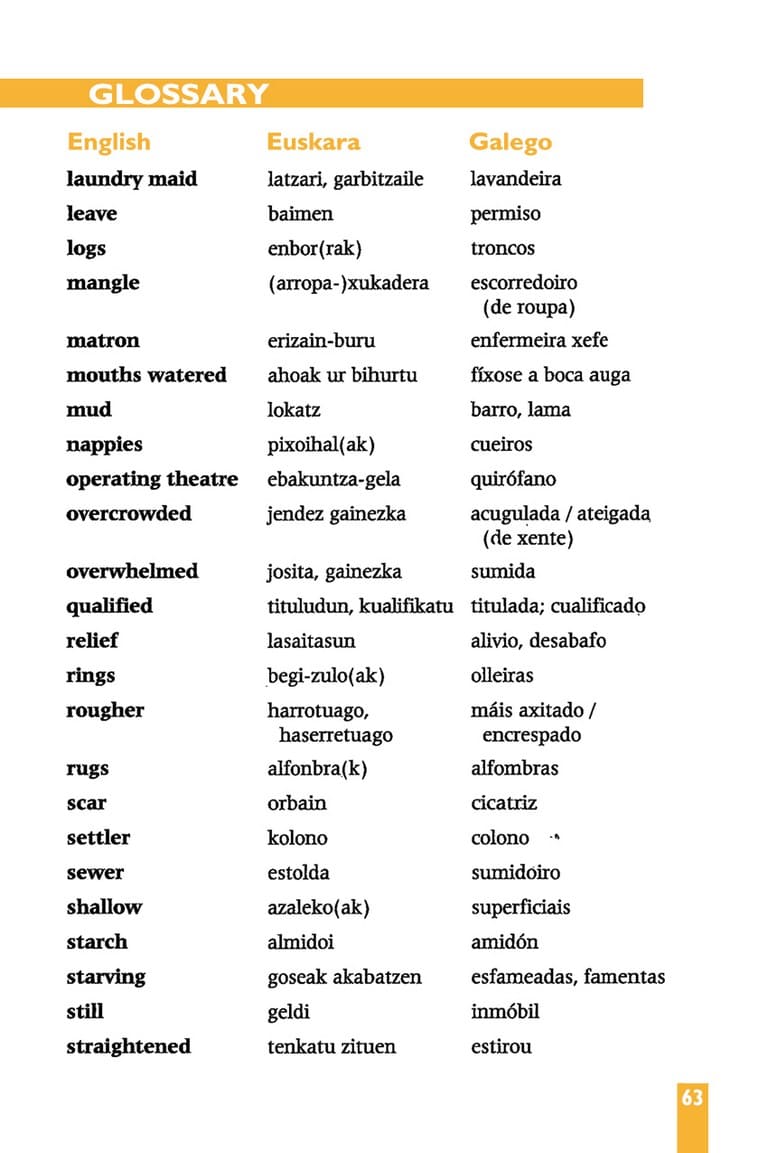 GLOSSARY
English Euskara Galego
laundry maid latzari, garbitzaile lavandeira
leave baimen permiso
logs enbor(rak) troncos
mangle (arropa-)xukadera escorredoiro
(de roupa)
matron erizain-buru enfermeira xefe
mouths watered ahoak ur bihurtu fíxose a boca auga
mud lokatz barro, lama
nappies pixoihal(ak) cueiros
operating theatre ebakuntza-gela quirófano
overcrowded jendez gainezka acugulada / ateigada
(de xente)
overwhelmed josita, gainezka sumida
qualified tituludun, kualifikatu titulada; cualificado
relief lasaitasun alivio, desabafo
rings begi-zulo(ak) olleiras
rougher harrotuago, máis axitado /
haserretuago encrespado
rugs alfonbra(k) alfombras
scar orbain cicatriz
settler kolono colono
sewer estolda sumidoiro
shallow azaleko(ak) superficiais
starch almidoi amidón
starving goseak akabatzen esfameadas, famentas
still geldi inmóbil
straightened tenkatu zituen estirou
63